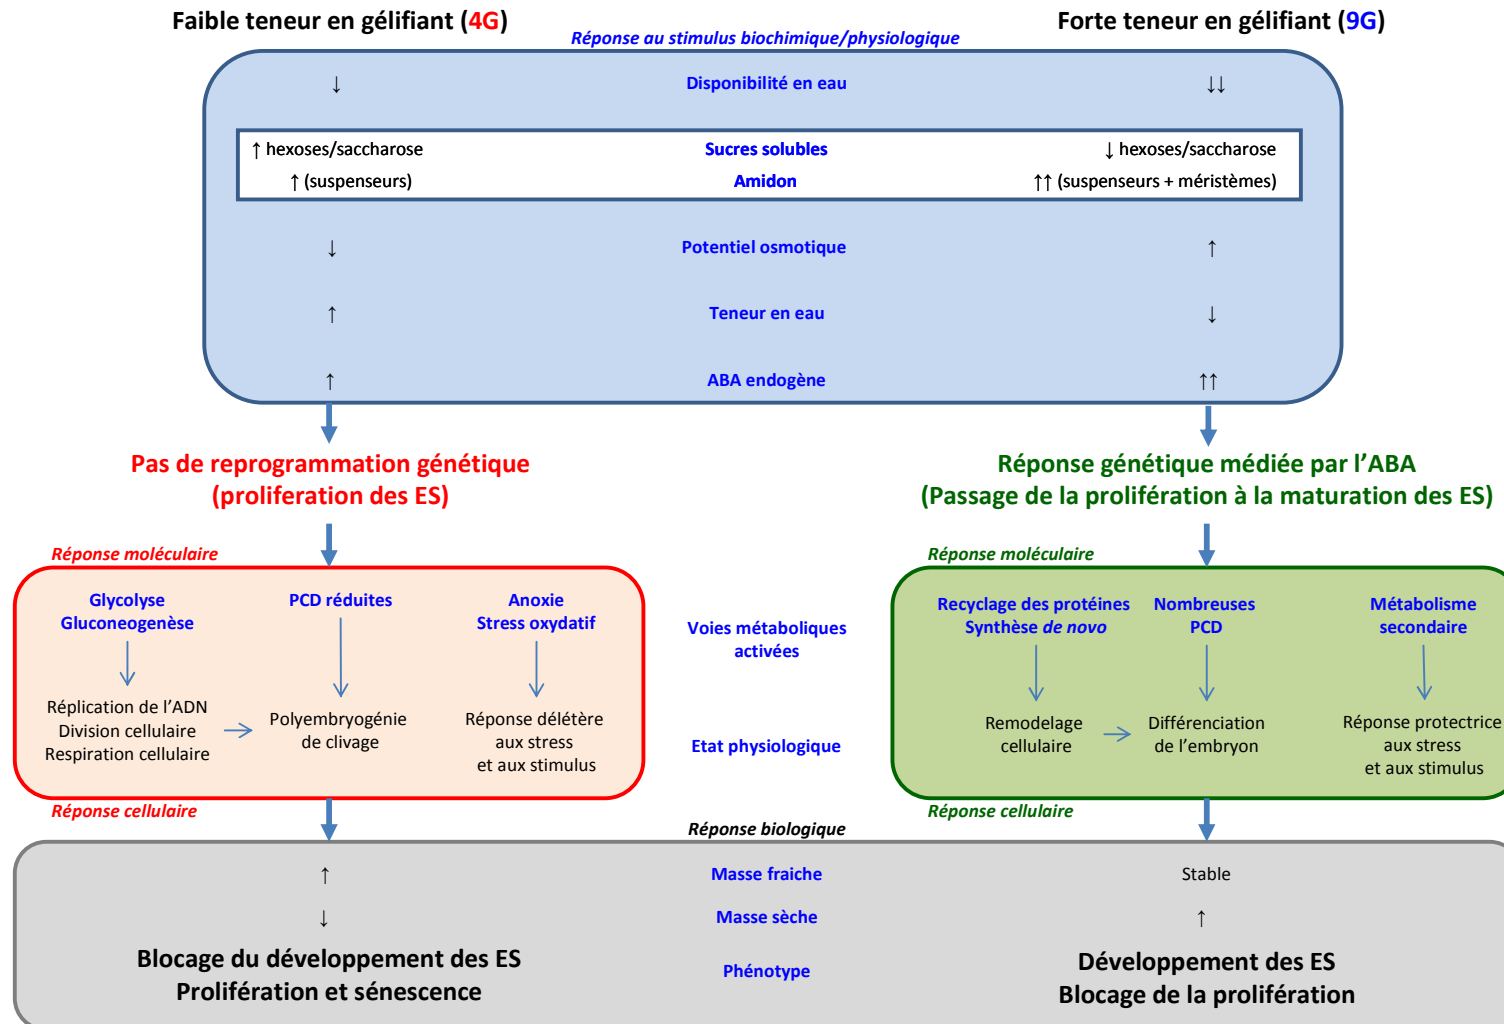 Faible teneur en gélifiant (4G)
Forte teneur en gélifiant (9G)
Réponse au stimulus biochimique/physiologique
↓ Disponibilité en eau ↓↓
↑ hexoses/saccharose Sucres solubles ↓ hexoses/saccharose
↑ (suspenseurs) Amidon ↑↑ (suspenseurs + méristèmes)
↓ Potentiel osmotique ↑
↑ Teneur en eau ↓
↑ ABA endogène ↑↑
Pas de reprogrammation génétique
(proliferation des ES)
Réponse génétique médiée par l’ABA
(Passage de la prolifération à la maturation des ES)
Réponse moléculaire
Glycolyse
Gluconeogenèse
PCD réduites
Anoxie
Stress oxydatif
Réplication de l’ADN
Division cellulaire
Respiration cellulaire
Polyembryogénie
de clivage
Réponse délétère
aux stress
et aux stimulus
Réponse cellulaire
Voies métaboliques
activées
Etat physiologique
Réponse moléculaire
Recyclage des protéines
Synthèse de novo
Nombreuses
PCD
Métabolisme
secondaire
Remodelage
cellulaire
Différenciation
de l’embryon
Réponse protectrice
aux stress
et aux stimulus
Réponse cellulaire
Réponse biologique
↑ Masse fraiche Stable
↓ Masse sèche ↑
Blocage du développement des ES
Prolifération et sénescence
Phénotype
Développement des ES
Blocage de la prolifération